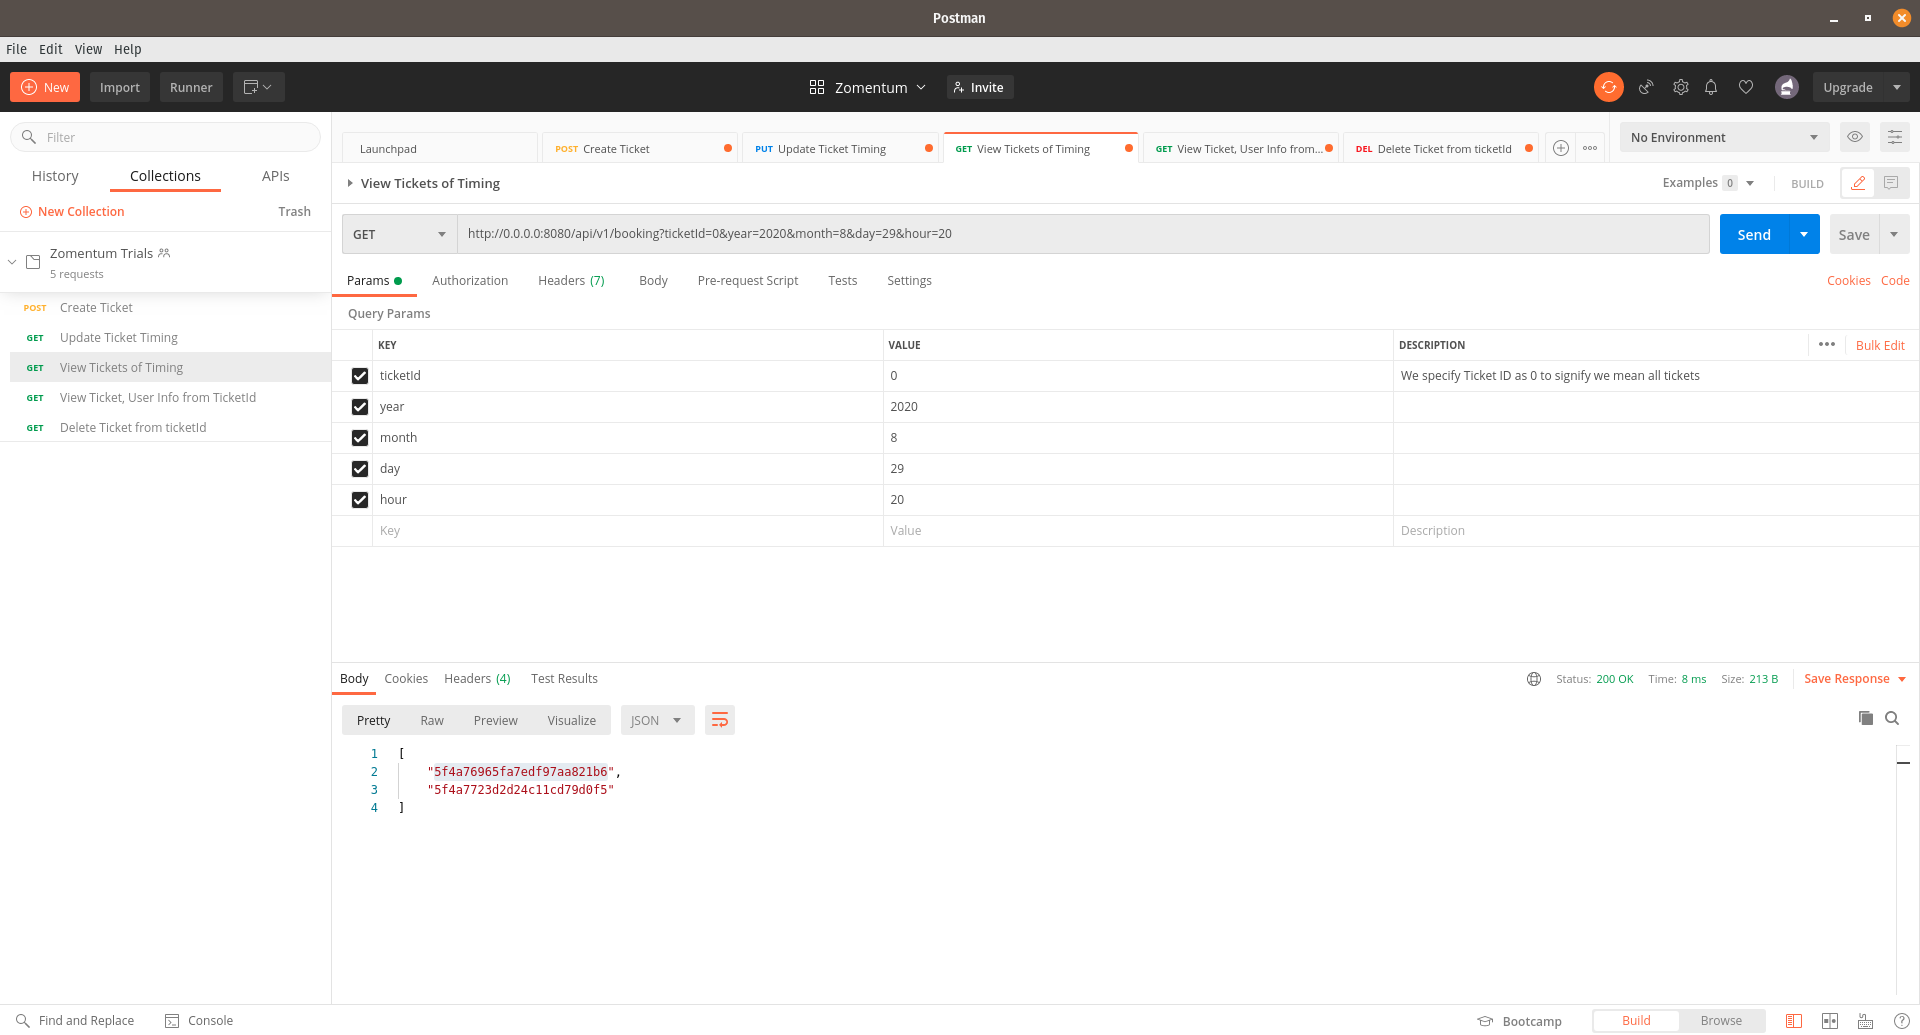 Postman
File Edit View Help
New Import Runner Zomentum Invite Upgrade
Filter
History Collections APIs
New Collection Trash
Zomentum Trials
5 requests
POST Create Ticket
GET Update Ticket Timing
GET View Tickets of Timing
GET View Ticket, User Info from TicketId
GET Delete Ticket from ticketId
Launchpad POST Create Ticket PUT Update Ticket Timing GET View Tickets of Timing GET View Ticket, User Info from... DEL Delete Ticket from ticketId
No Environment
View Tickets of Timing Examples 0 BUILD
GET http://0.0.0.0:8080/api/v1/booking?ticketId=0&year=2020&month=8&day=29&hour=20 Send Save
Params Authorization Headers (7) Body Pre-request Script Tests Settings Cookies Code
Query Params
KEY VALUE DESCRIPTION Bulk Edit
ticketId 0 We specify Ticket ID as 0 to signify we mean all tickets
year 2020
month 8
day 29
hour 20
Key Value Description
Body Cookies Headers (4) Test Results Status: 200 OK Time: 8 ms Size: 213 B Save Response
Pretty Raw Preview Visualize JSON
1 [
2 "5f4a76965fa7edf97aa821b6",
3 "5f4a7723d2d24c11cd79d0f5"
4 ]
Find and Replace Console Bootcamp Build Browse